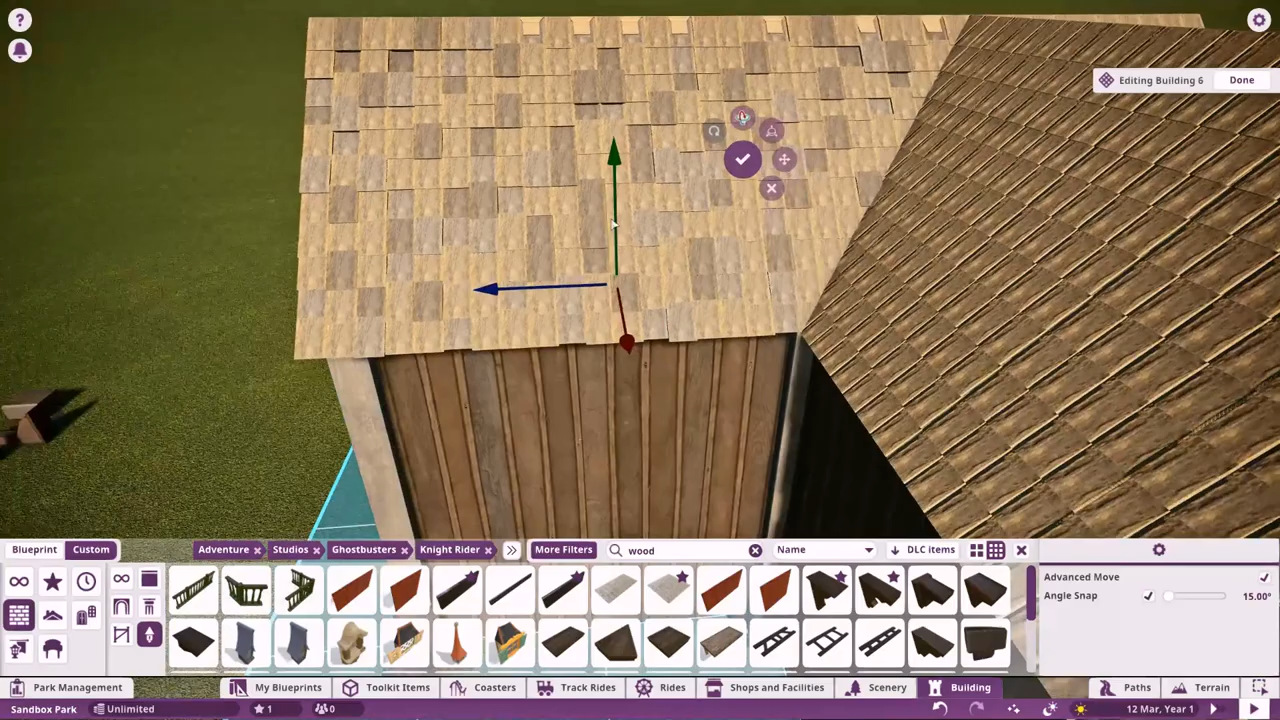 ?
Editing Building 6
Done
Blueprint
Custom
Adventure ×
Studios ×
Ghostbusters ×
Knight Rider ×
More Filters
wood
Name
DLC items
Advanced Move
Angle Snap
15.00°
Park Management
My Blueprints
Toolkit Items
Coasters
Track Rides
Rides
Shops and Facilities
Scenery
Building
Paths
Terrain
Sandbox Park
Unlimited
1
0
12 Mar, Year 1